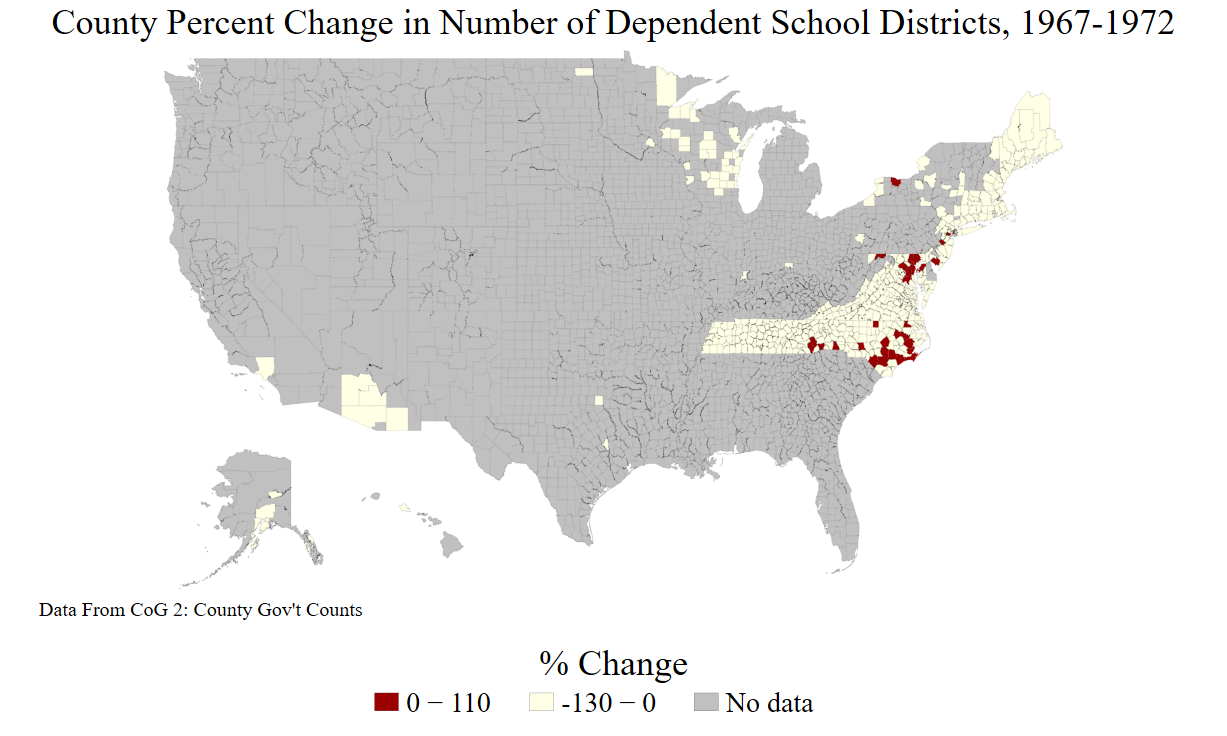 County Percent Change in Number of Dependent School Districts, 1967-1972
Data From CoG 2: County Gov't Counts
% Change
0 − 110 -130 − 0 No data